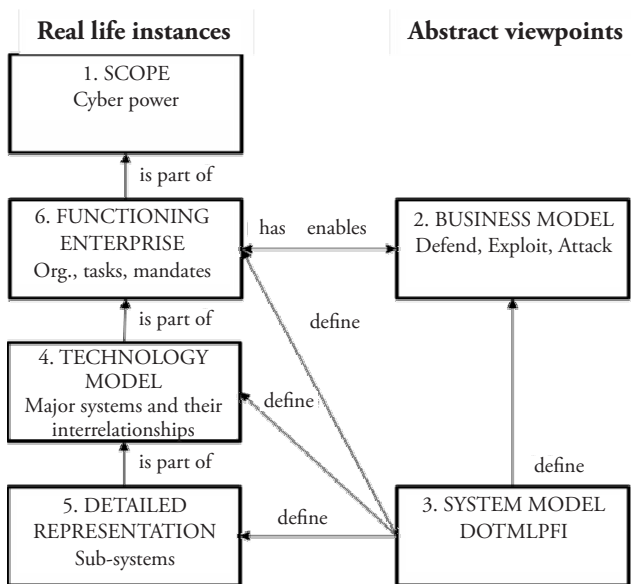 Real life instances
Abstract viewpoints
1. SCOPE
Cyber power
is part of
6. FUNCTIONING
ENTERPRISE
Org., tasks, mandates
has enables
2. BUSINESS MODEL
Defend, Exploit, Attack
is part of
define
4. TECHNOLOGY
MODEL
Major systems and their
interrelationships
define
is part of
define
5. DETAILED
REPRESENTATION
Sub-systems
define
3. SYSTEM MODEL
DOTMLPFI